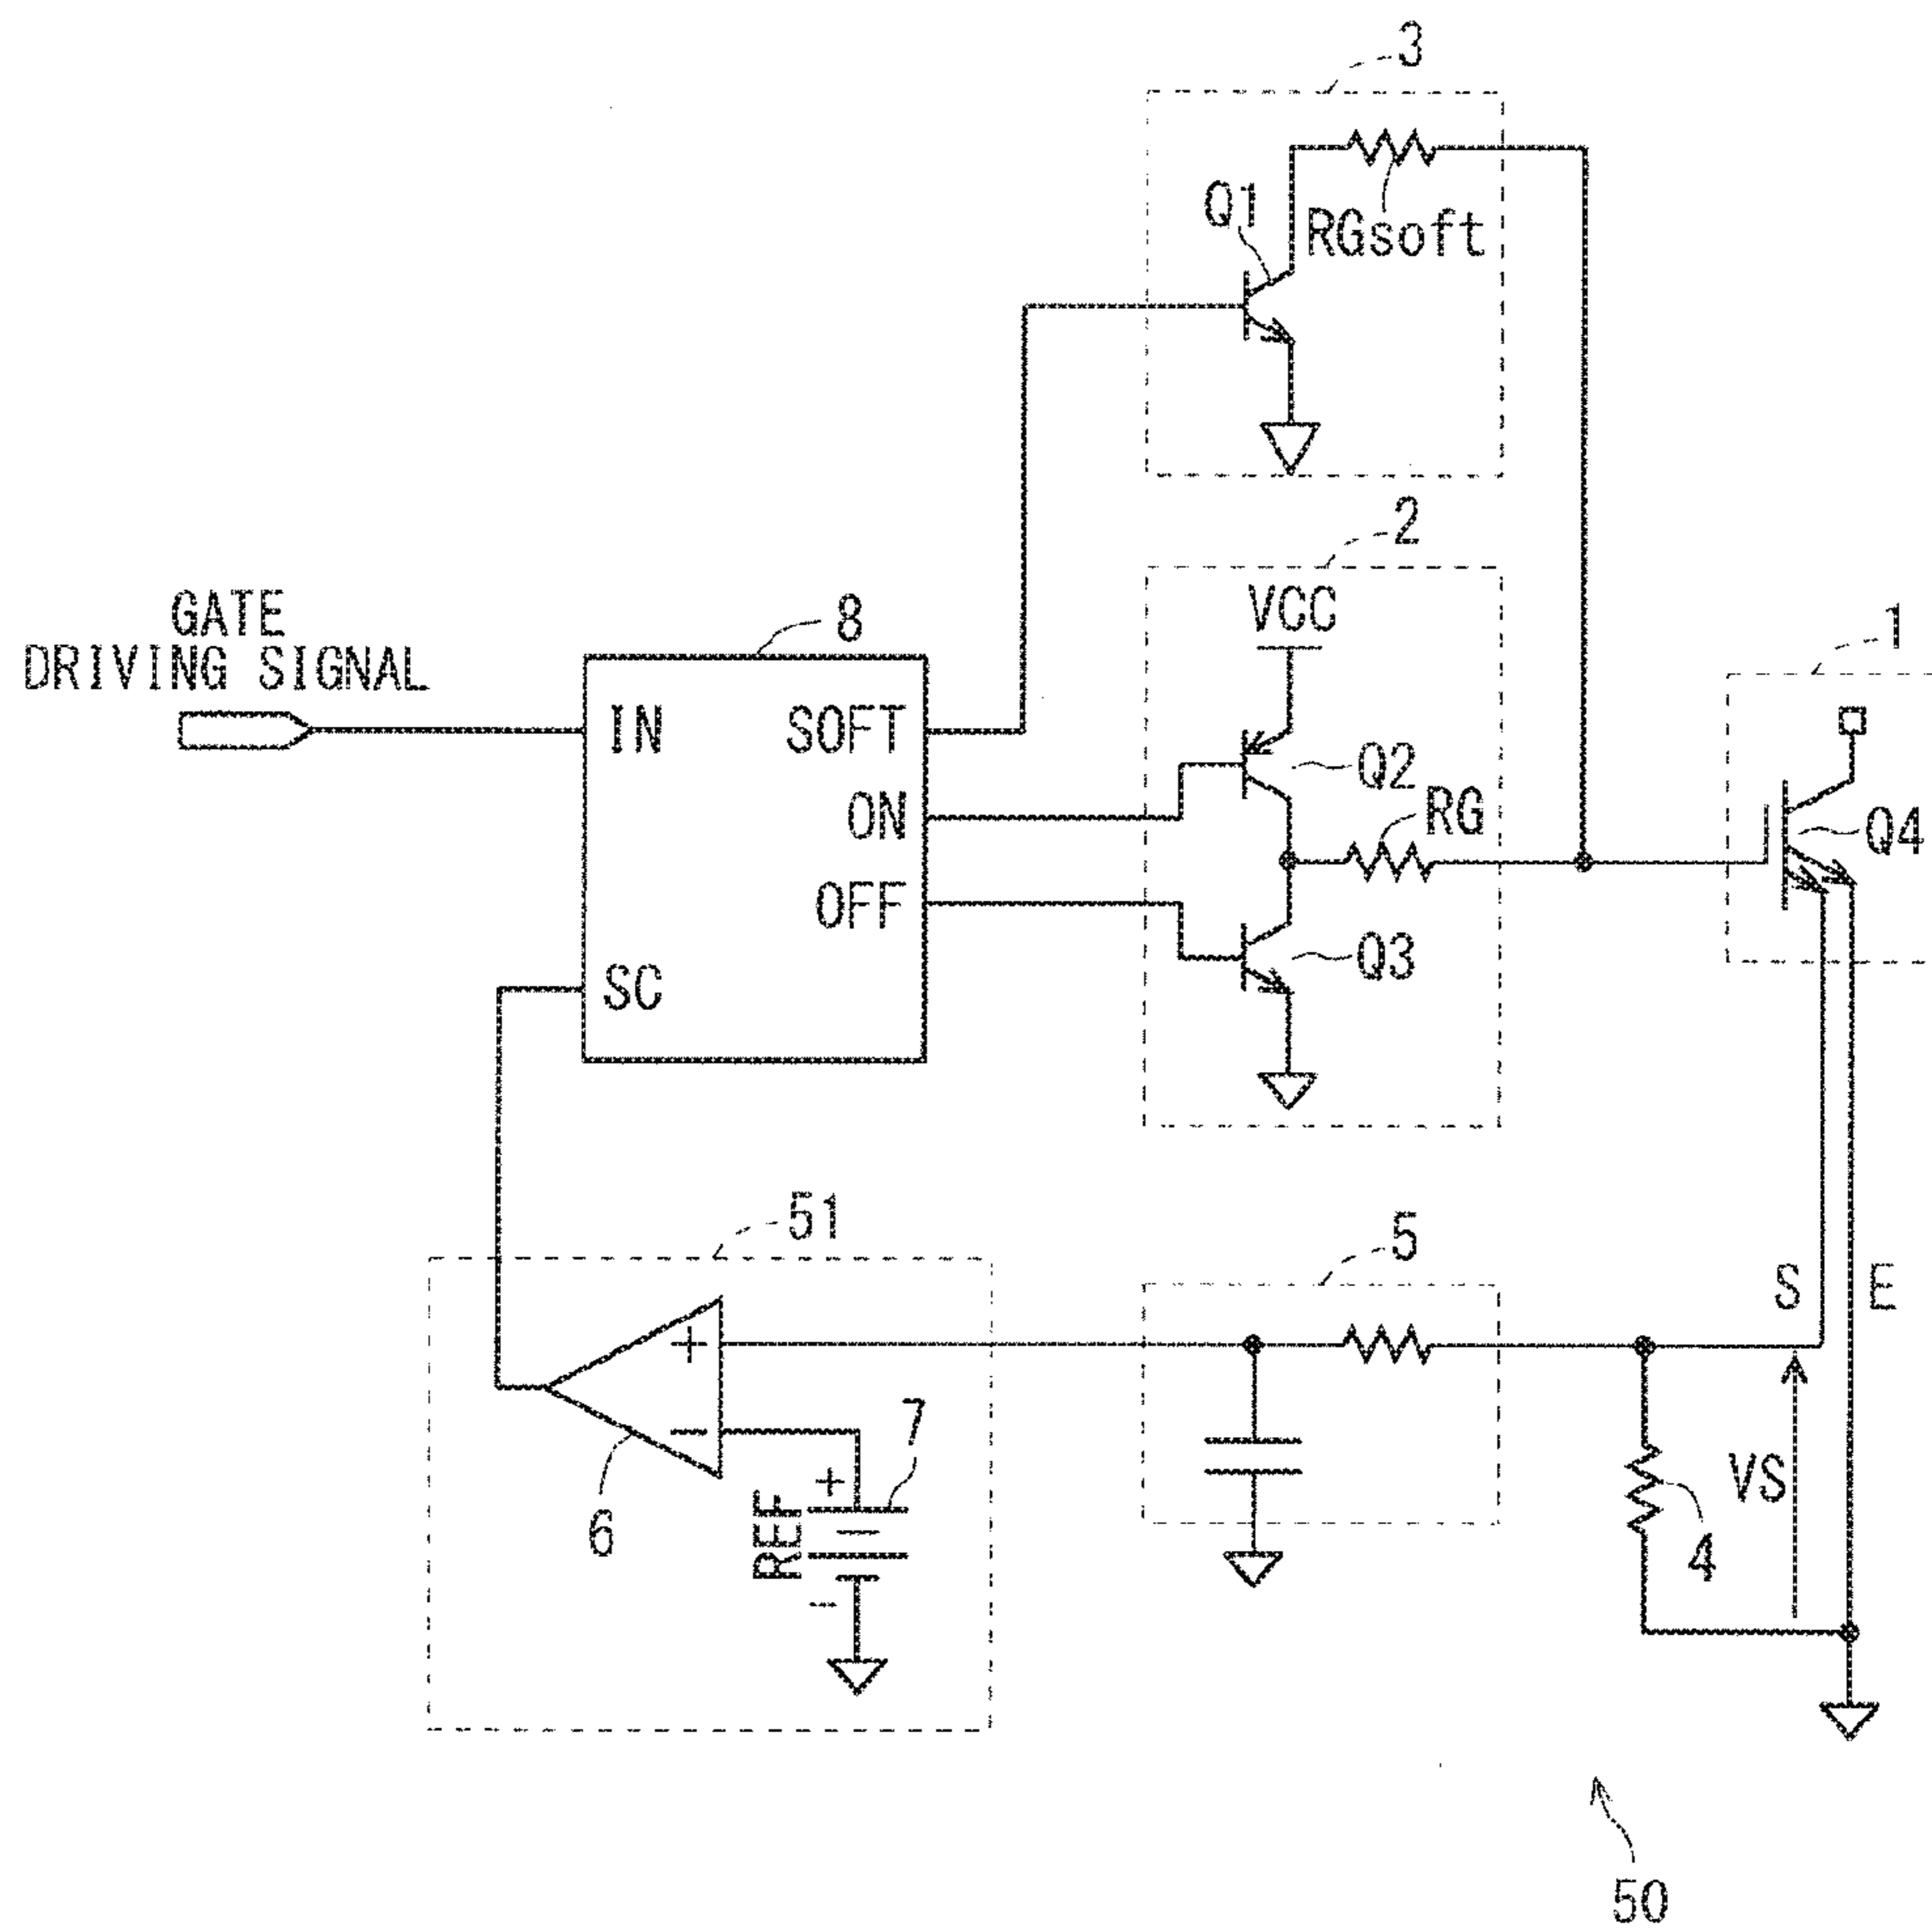 3
Q1
RGsoft
2
VCC
GATE
DRIVING SIGNAL
8
1
IN
SOFT
Q2
ON
RG
Q4
OFF
Q3
SC
51
5
S
E
+
−
7
VS
+
REF
6
4
−
50